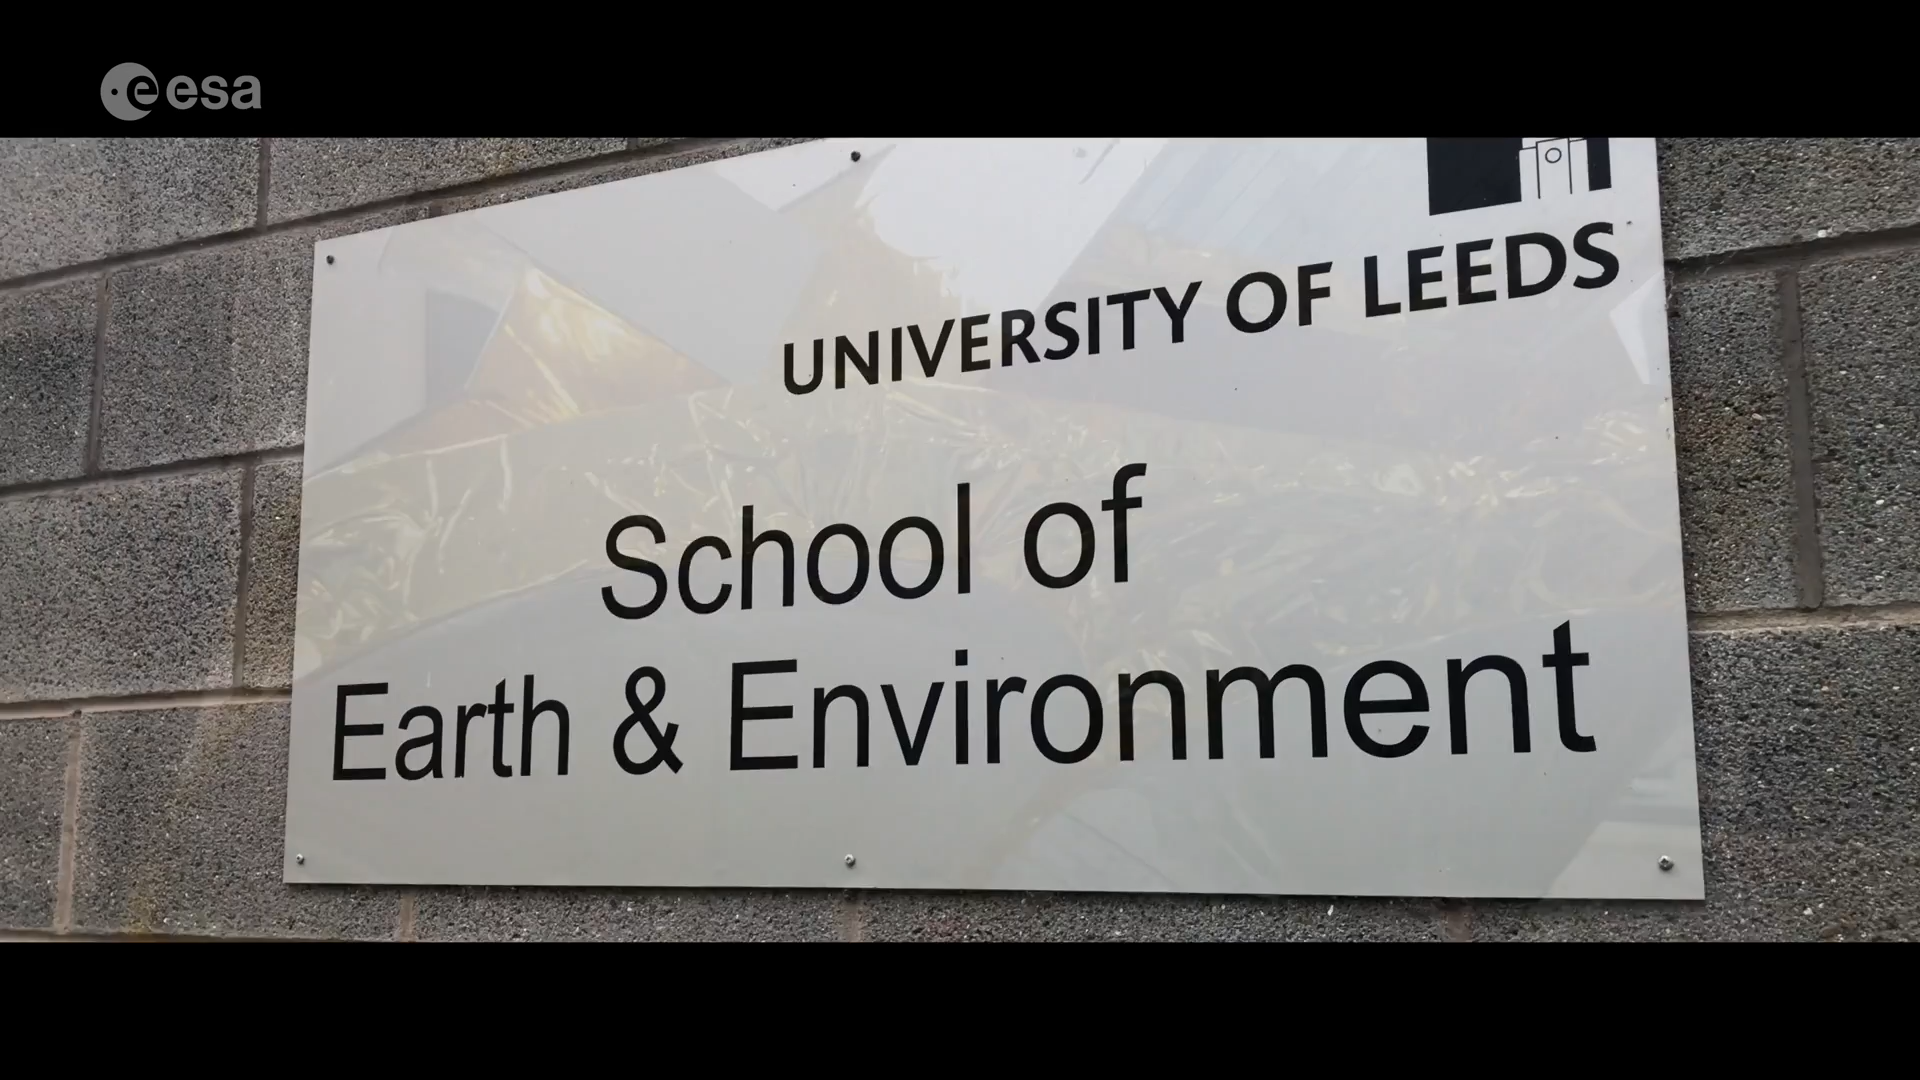 esa
UNIVERSITY OF LEEDS
School of
Earth & Environment